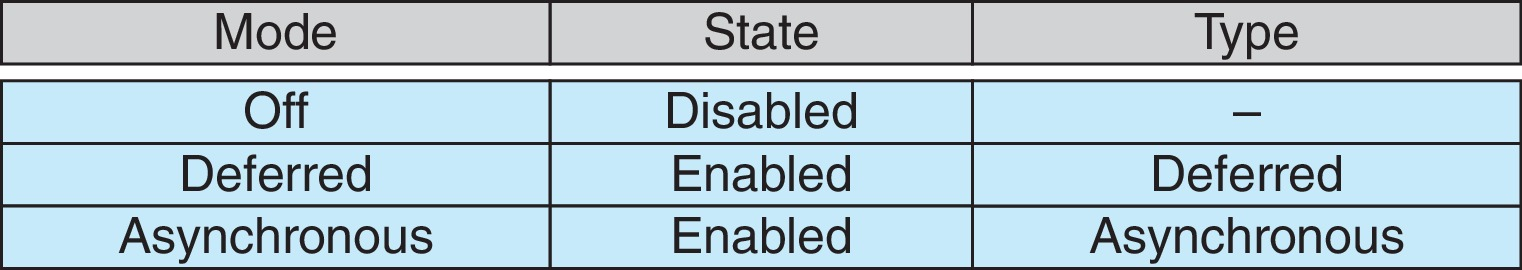 Mode State Type
Off Disabled –
Deferred Enabled Deferred
Asynchronous Enabled Asynchronous